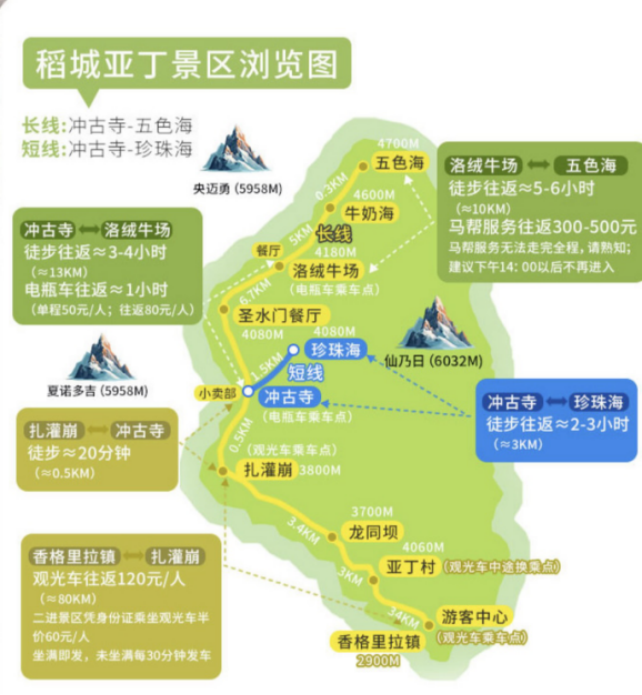 稻城亚丁景区浏览图
长线:冲古寺-五色海
短线:冲古寺-珍珠海
央迈勇（5958M）
4700M
五色海
0.3KM
4600M
牛奶海
5KM
长线
餐厅
4180M
洛绒牛场
（电瓶车乘车点）
6.7KM
圣水门餐厅
4080M
4080M
珍珠海
1.5KM
短线
仙乃日（6032M）
夏诺多吉（5958M）
小卖部
冲古寺
（电瓶车乘车点）
0.5KM
（观光车乘车点）
扎灌崩
3800M
3.4KM
3700M
龙同坝
4060M
亚丁村
（观光车中途换乘点）
3KM
34KM
游客中心
（观光车乘车点）
香格里拉镇
2900M
洛绒牛场 五色海
徒步往返≈5-6小时
（≈10KM）
马帮服务往返300-500元
马帮服务无法走完全程，请熟知；
建议下午14：00以后不再进入
冲古寺 洛绒牛场
徒步往返≈3-4小时
（≈13KM）
电瓶车往返≈1小时
（单程50元/人；往返80元/人）
冲古寺 珍珠海
徒步往返≈2-3小时
（≈3KM）
扎灌崩 冲古寺
徒步≈20分钟
（≈0.5KM）
香格里拉镇 扎灌崩
观光车往返120元/人
（≈80KM）
二进景区凭身份证乘坐观光车半
价60元/人
坐满即发，未坐满每30分钟发车